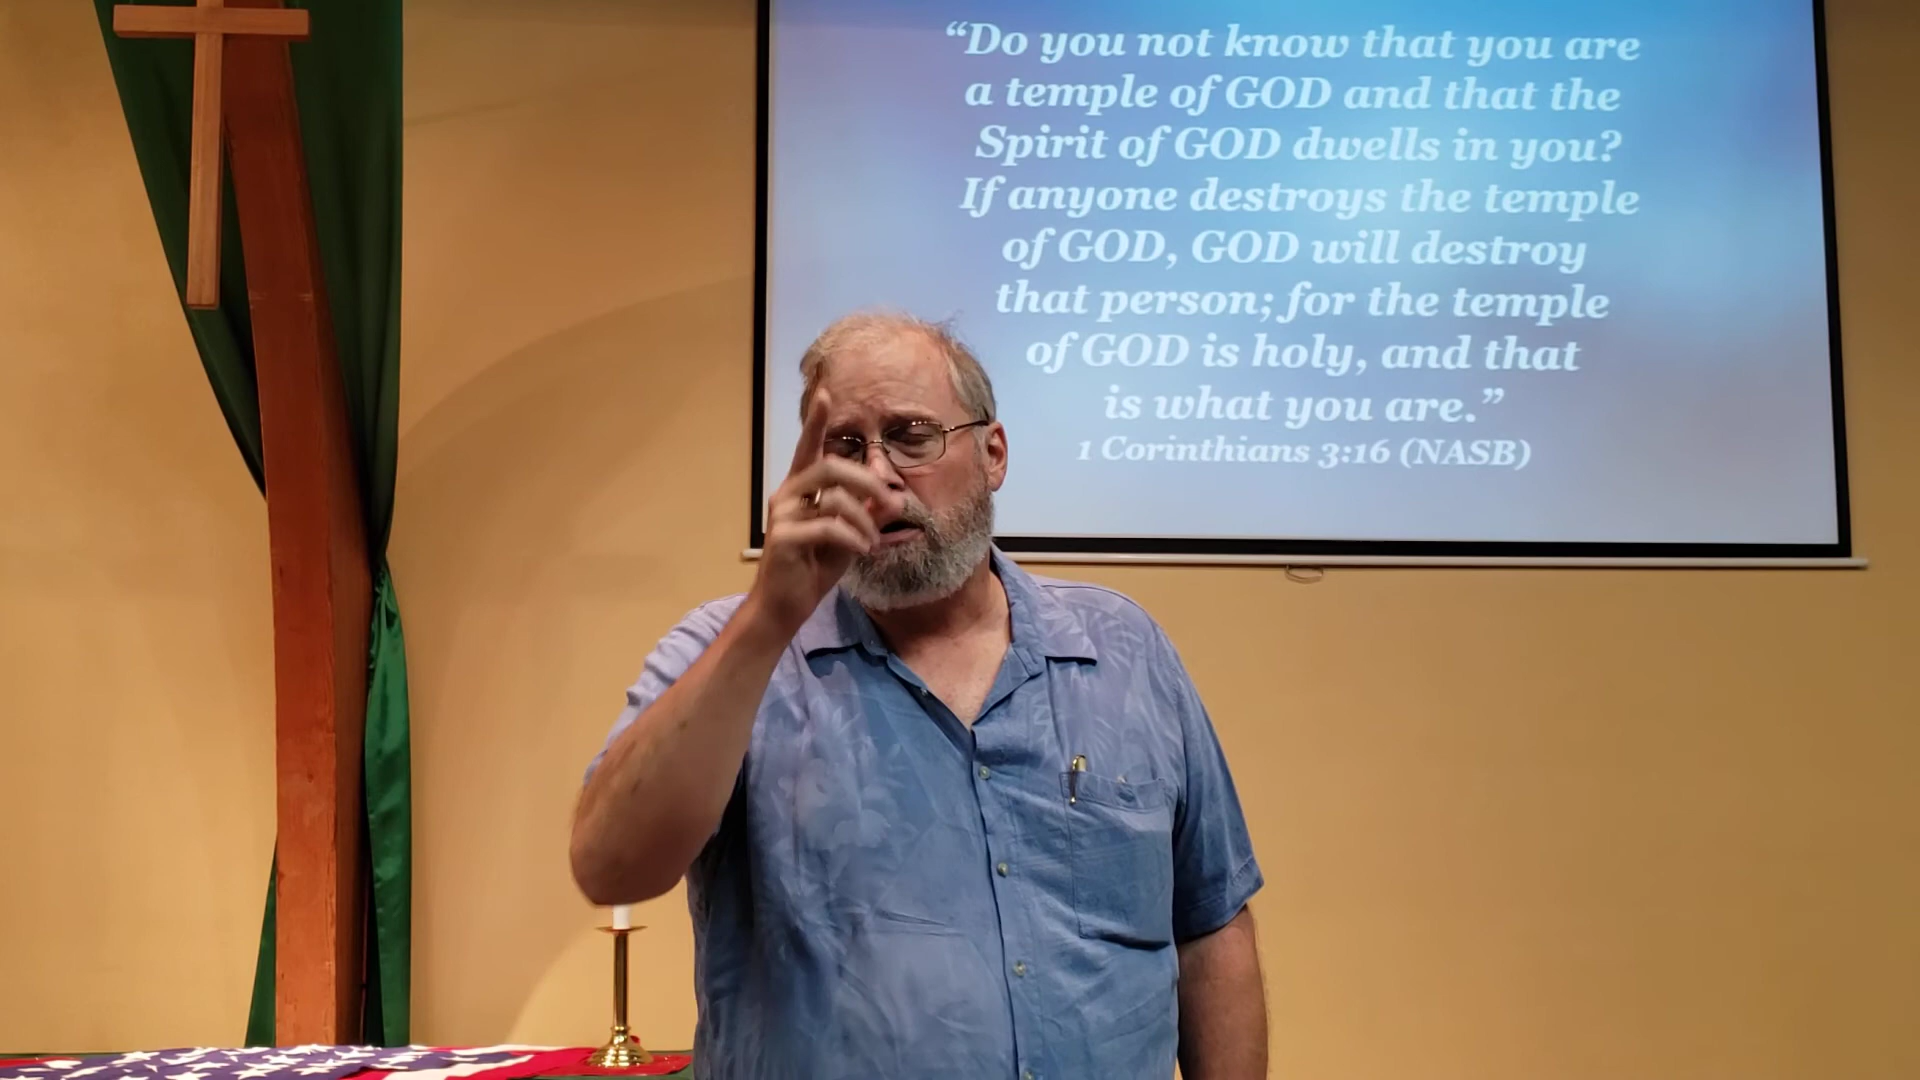 “Do you not know that you are
a temple of GOD and that the
Spirit of GOD dwells in you?
If anyone destroys the temple
of GOD, GOD will destroy
that person; for the temple
of GOD is holy, and that
is what you are.”
1 Corinthians 3:16 (NASB)